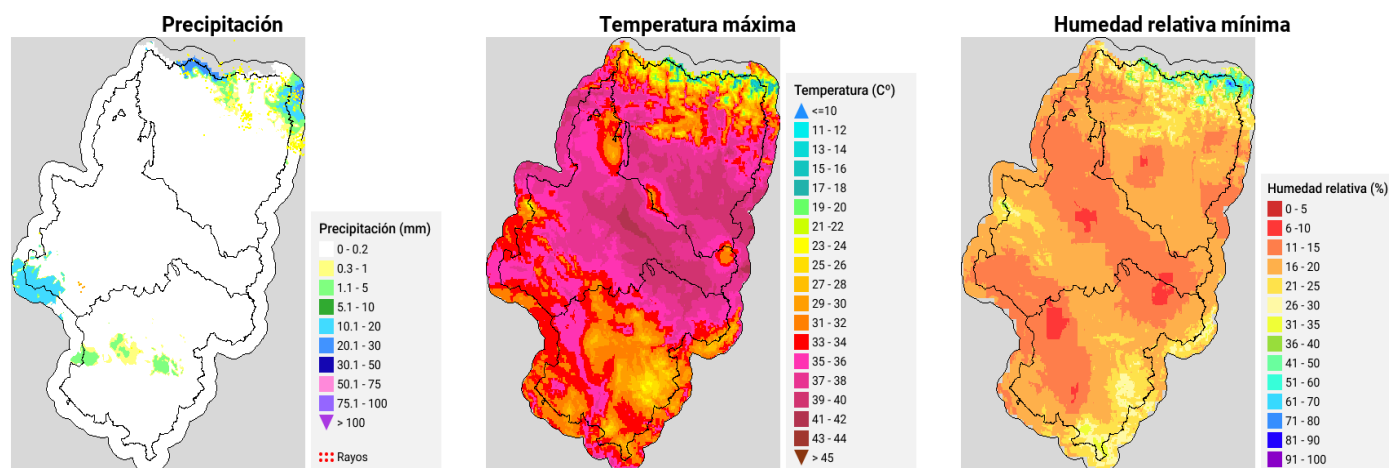 Precipitación
Precipitación (mm)
0 - 0.2
0.3 - 1
1.1 - 5
5.1 - 10
10.1 - 20
20.1 - 30
30.1 - 50
50.1 - 75
75.1 - 100
> 100
Rayos
Temperatura máxima
Temperatura (Cº)
<=10
11 - 12
13 - 14
15 - 16
17 - 18
19 - 20
21 - 22
23 - 24
25 - 26
27 - 28
29 - 30
31 - 32
33 - 34
35 - 36
37 - 38
39 - 40
41 - 42
43 - 44
> 45
Humedad relativa mínima
Humedad relativa (%)
0 - 5
6 - 10
11 - 15
16 - 20
21 - 25
26 - 30
31 - 35
36 - 40
41 - 50
51 - 60
61 - 70
71 - 80
81 - 90
91 - 100